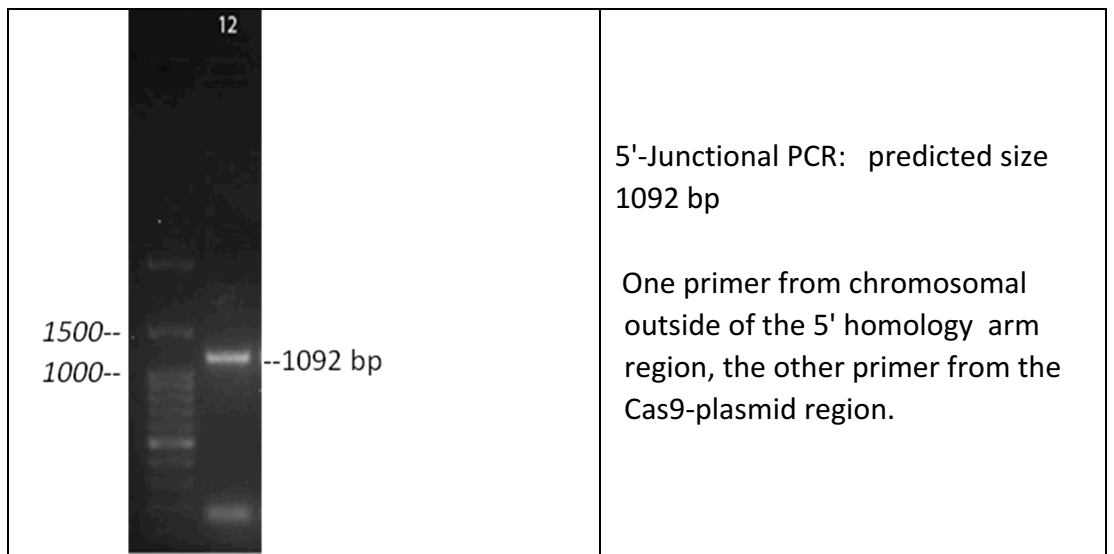 12
1500--
1000--
--1092 bp
5'-Junctional PCR:   predicted size
1092 bp
One primer from chromosomal
outside of the 5' homology  arm
region, the other primer from the
Cas9-plasmid region.